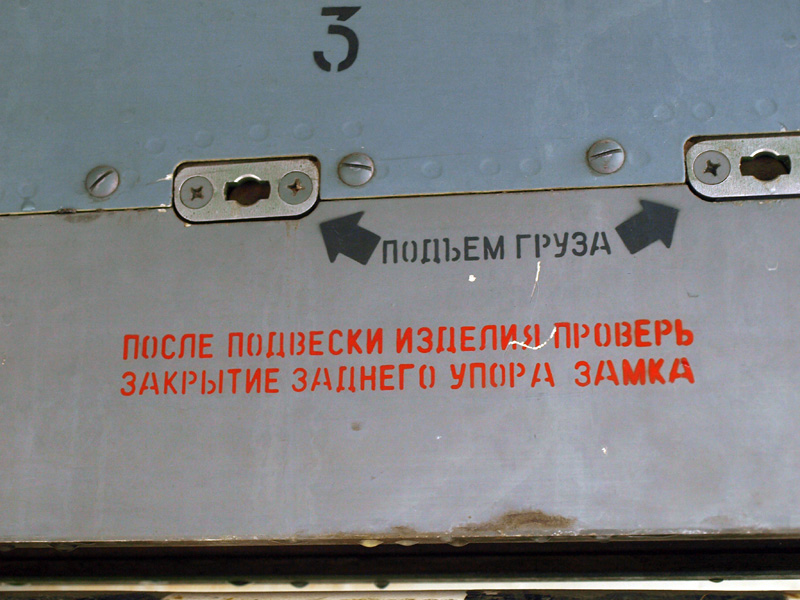 3
ПОДЪЕМ ГРУЗА
ПОСЛЕ ПОДВЕСКИ ИЗДЕЛИЯ ПРОВЕРЬ
ЗАКРЫТИЕ ЗАДНЕГО УПОРА ЗАМКА